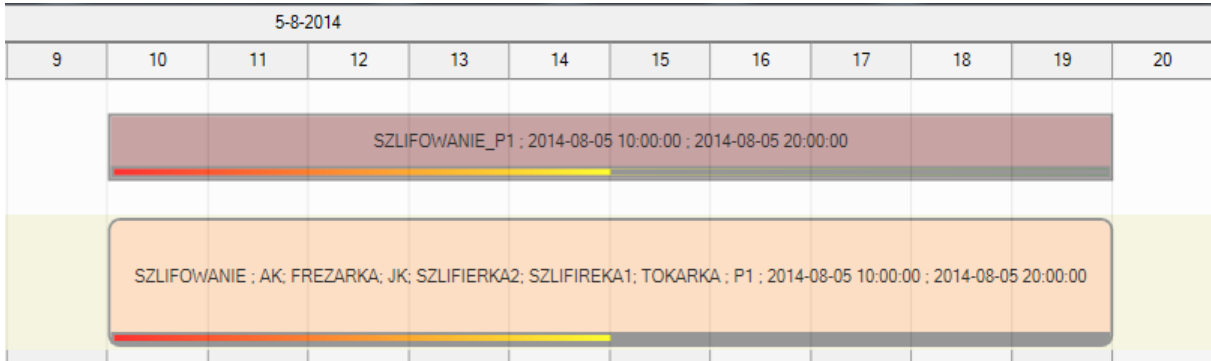 5-8-2014
9 10 11 12 13 14 15 16 17 18 19 20
SZLIFOWANIE_P1 ; 2014-08-05 10:00:00 ; 2014-08-05 20:00:00
SZLIFOWANIE ; AK; FREZARKA; JK; SZLIFIERKA2; SZLIFIREKA1; TOKARKA ; P1 ; 2014-08-05 10:00:00 ; 2014-08-05 20:00:00